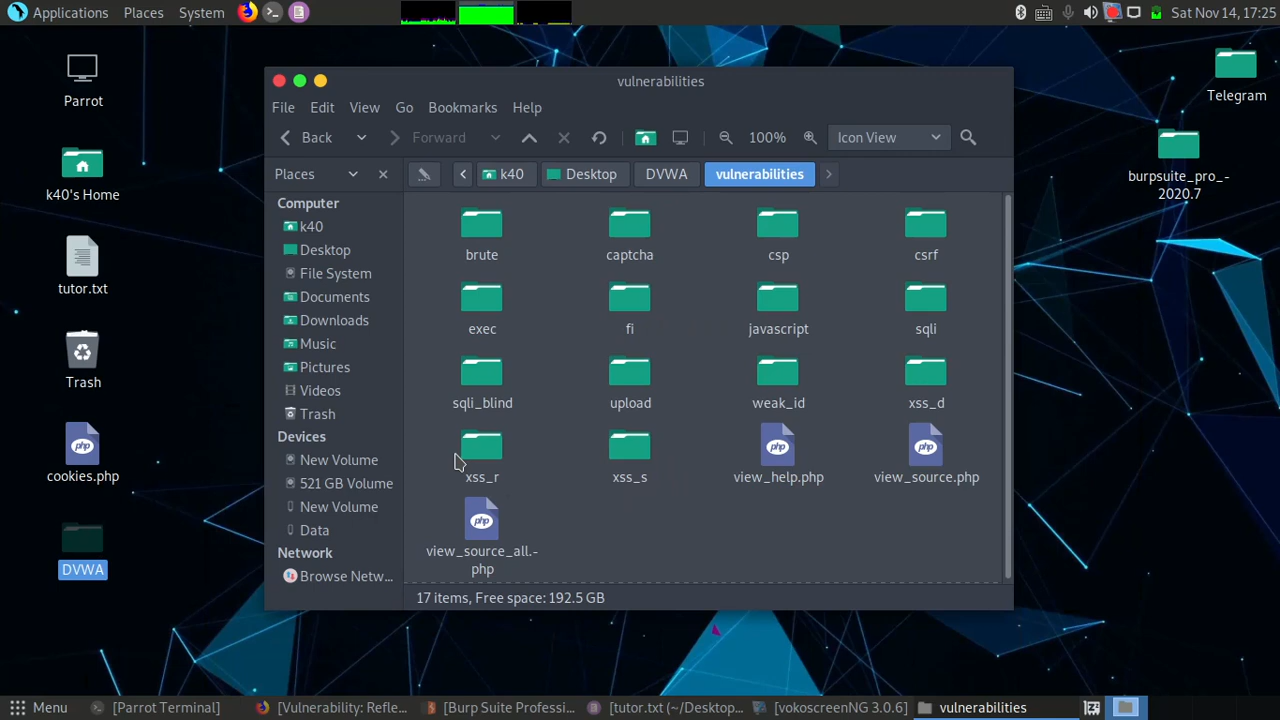 Applications Places System Sat Nov 14, 17:25
Parrot
k40's Home
tutor.txt
Trash
cookies.php
DVWA
Telegram
burpsuite_pro_-
2020.7
vulnerabilities
File Edit View Go Bookmarks Help
Back Forward 100% Icon View
Places k40 Desktop DVWA vulnerabilities
Computer
k40
Desktop
File System
Documents
Downloads
Music
Pictures
Videos
Trash
Devices
New Volume
521 GB Volume
New Volume
Data
Network
Browse Netw...
brute captcha csp csrf
exec fi javascript sqli
sqli_blind upload weak_id xss_d
xss_r xss_s view_help.php view_source.php
view_source_all.-
php
17 items, Free space: 192.5 GB
Menu [Parrot Terminal] [Vulnerability: Refle... [Burp Suite Professi... [tutor.txt (~/Desktop... [vokoscreenNG 3.0.6] vulnerabilities